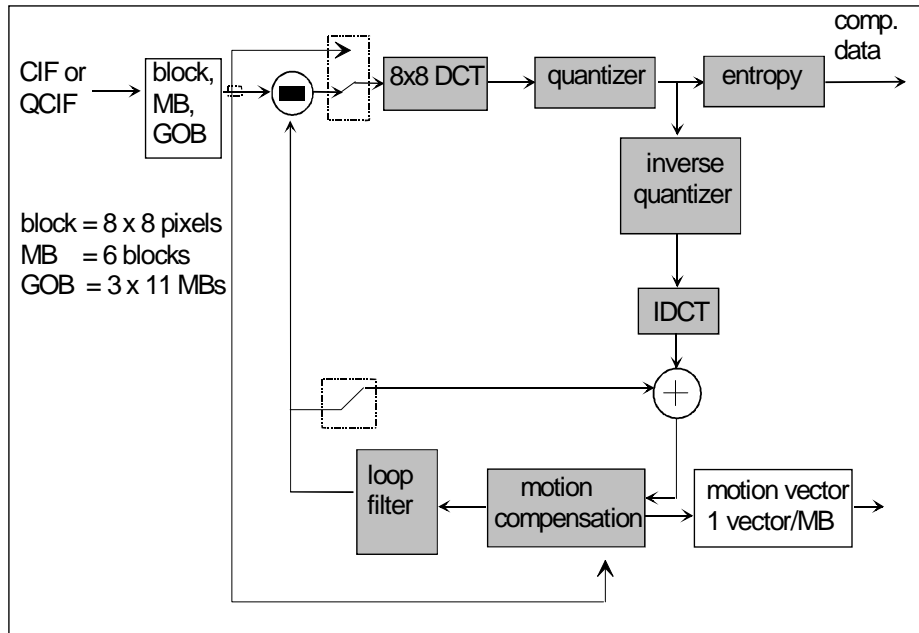 comp.
data
CIF or
QCIF
block,
MB,
GOB
8x8 DCT
quantizer
entropy
inverse
quantizer
block = 8 x 8 pixels
MB = 6 blocks
GOB = 3 x 11 MBs
IDCT
loop
filter
motion
compensation
motion vector
1 vector/MB